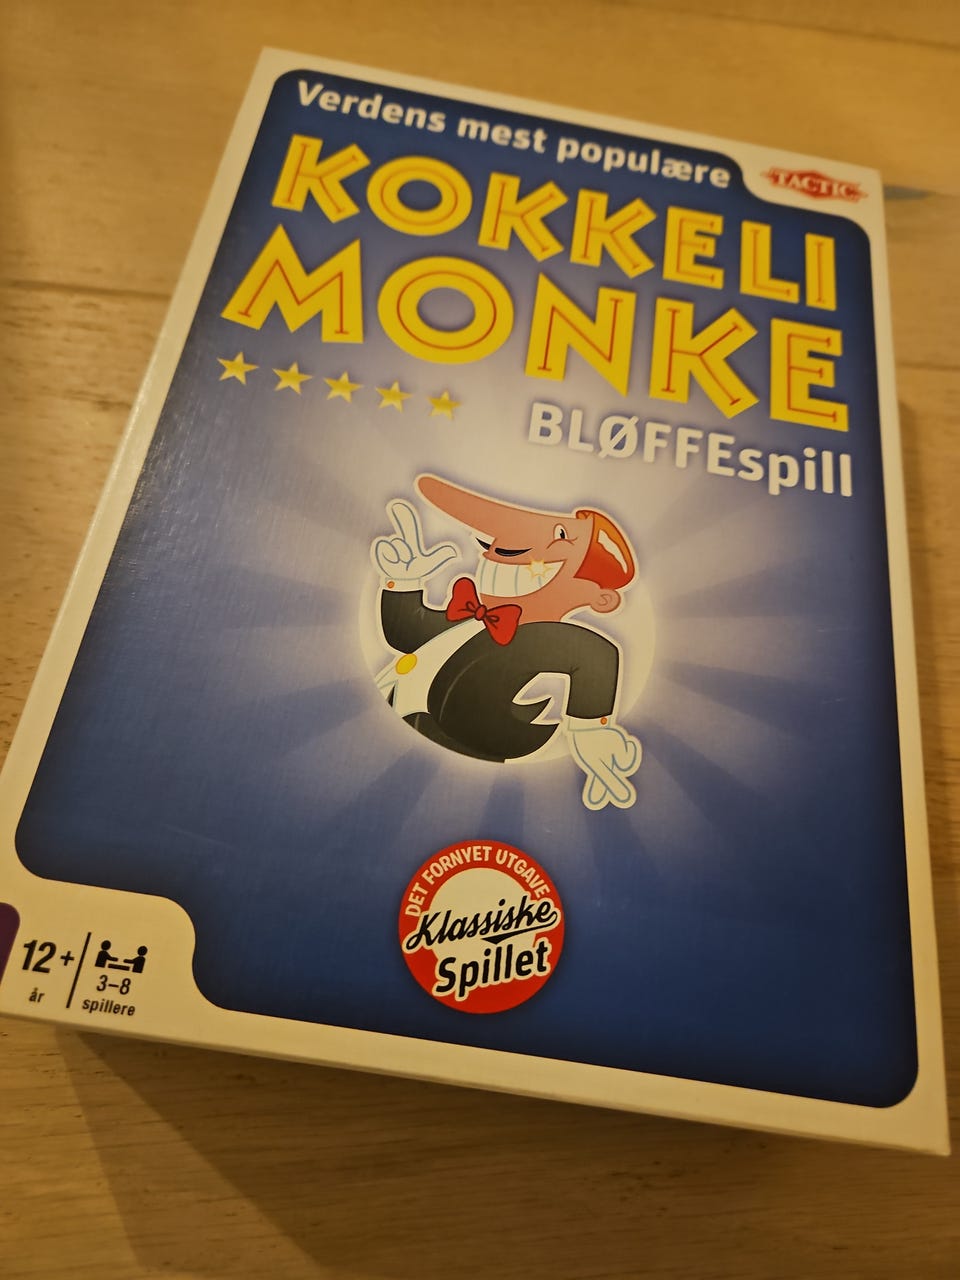 Verdens mest populære
TACTIC
KOKKELI
MONKE
BLØFFEspill
DET FORNYET UTGAVE
Klassiske
Spillet
12+
år
3–8
spillere